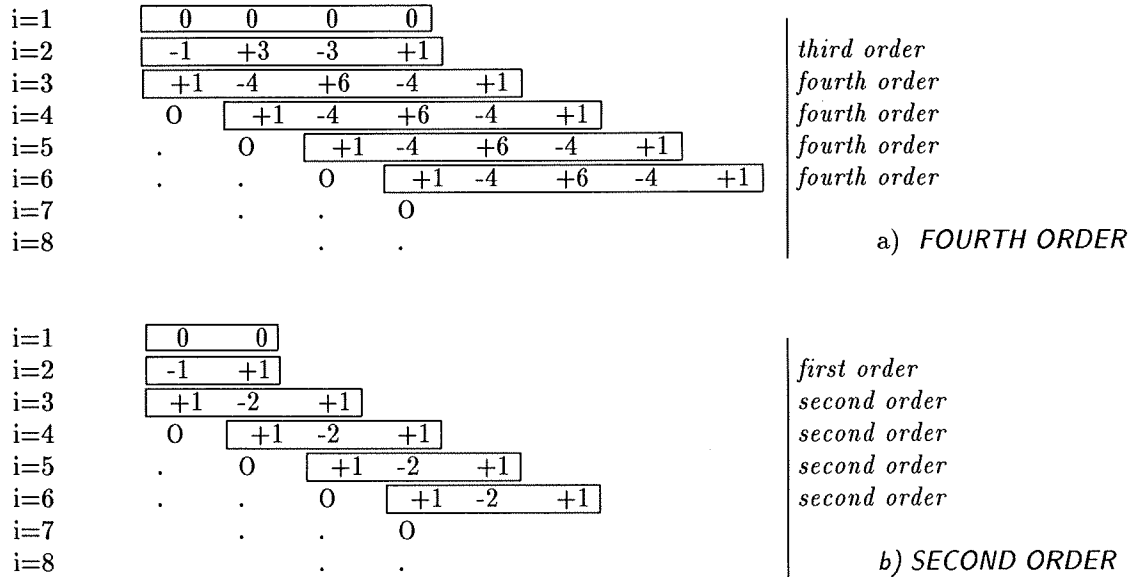 i=1 0 0 0 0
i=2 -1 +3 -3 +1 third order
i=3 +1 -4 +6 -4 +1 fourth order
i=4 0 +1 -4 +6 -4 +1 fourth order
i=5 . 0 +1 -4 +6 -4 +1 fourth order
i=6 . . 0 +1 -4 +6 -4 +1 fourth order
i=7 . . 0
i=8 . .
a) FOURTH ORDER
i=1 0 0
i=2 -1 +1 first order
i=3 +1 -2 +1 second order
i=4 0 +1 -2 +1 second order
i=5 . 0 +1 -2 +1 second order
i=6 . . 0 +1 -2 +1 second order
i=7 . . 0
i=8 . .
b) SECOND ORDER